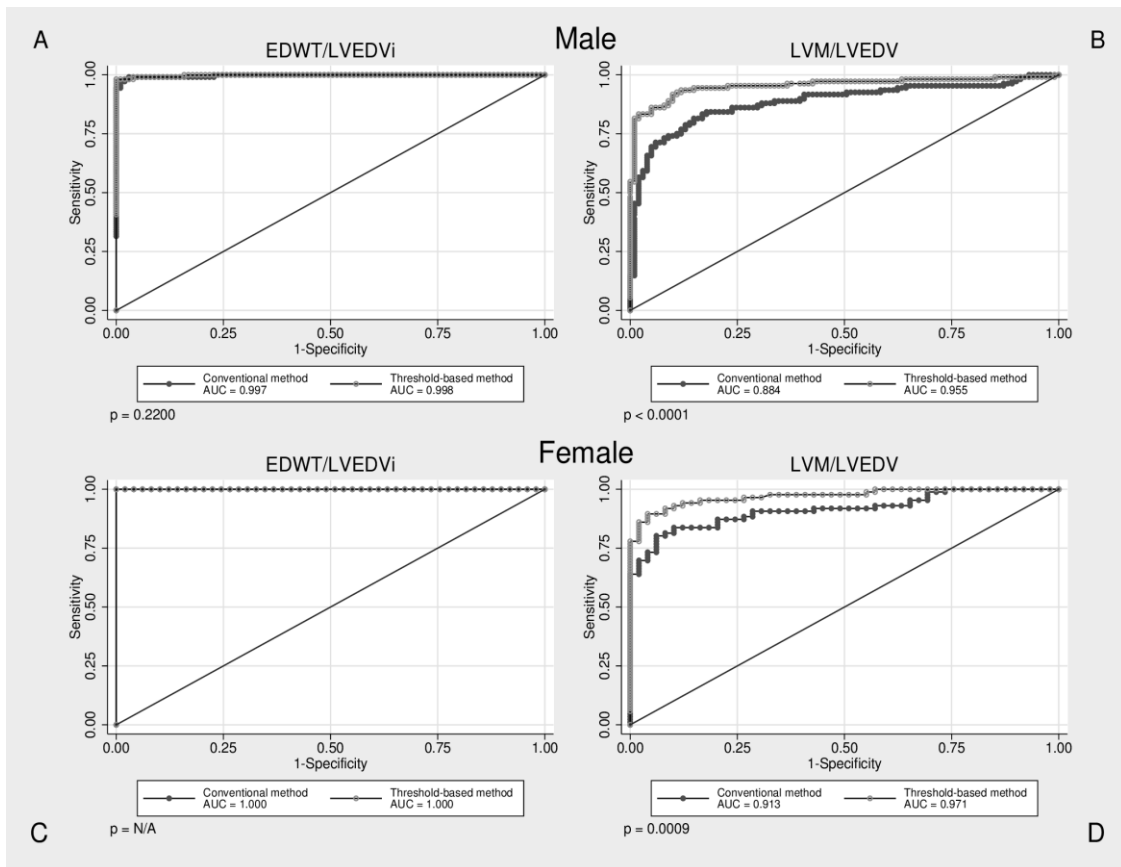 A
Male
B
EDWT/LVEDVi
LVM/LVEDV
Sensitivity
1.00
0.75
0.50
0.25
0.00
0.00 0.25 0.50 0.75 1.00
1-Specificity
Conventional method
AUC = 0.997
Threshold-based method
AUC = 0.998
p = 0.2200
Sensitivity
1.00
0.75
0.50
0.25
0.00
0.00 0.25 0.50 0.75 1.00
1-Specificity
Conventional method
AUC = 0.884
Threshold-based method
AUC = 0.955
p < 0.0001
Female
EDWT/LVEDVi
LVM/LVEDV
Sensitivity
1.00
0.75
0.50
0.25
0.00
0.00 0.25 0.50 0.75 1.00
1-Specificity
Conventional method
AUC = 1.000
Threshold-based method
AUC = 1.000
p = N/A
C
Sensitivity
1.00
0.75
0.50
0.25
0.00
0.00 0.25 0.50 0.75 1.00
1-Specificity
Conventional method
AUC = 0.913
Threshold-based method
AUC = 0.971
p = 0.0009
D